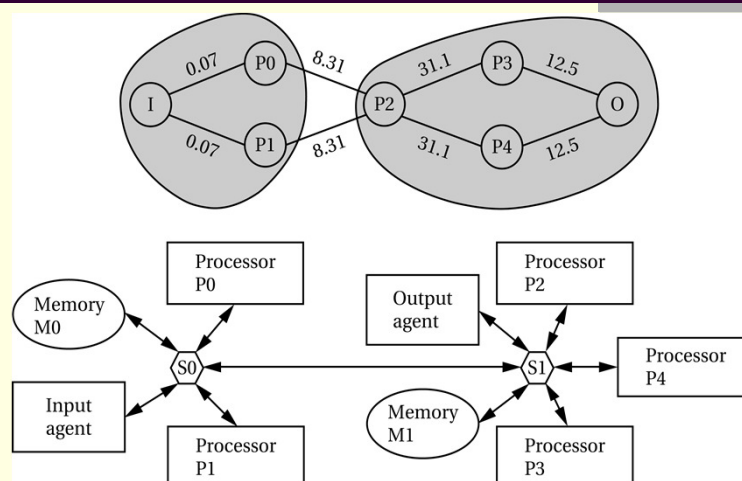 0.07
P0
8.31
31.1
P3
12.5
I
P2
O
0.07
P1
8.31
31.1
P4
12.5
Processor
P0
Processor
P2
Memory
M0
Output
agent
S0
S1
Processor
P4
Input
agent
Memory
M1
Processor
P1
Processor
P3